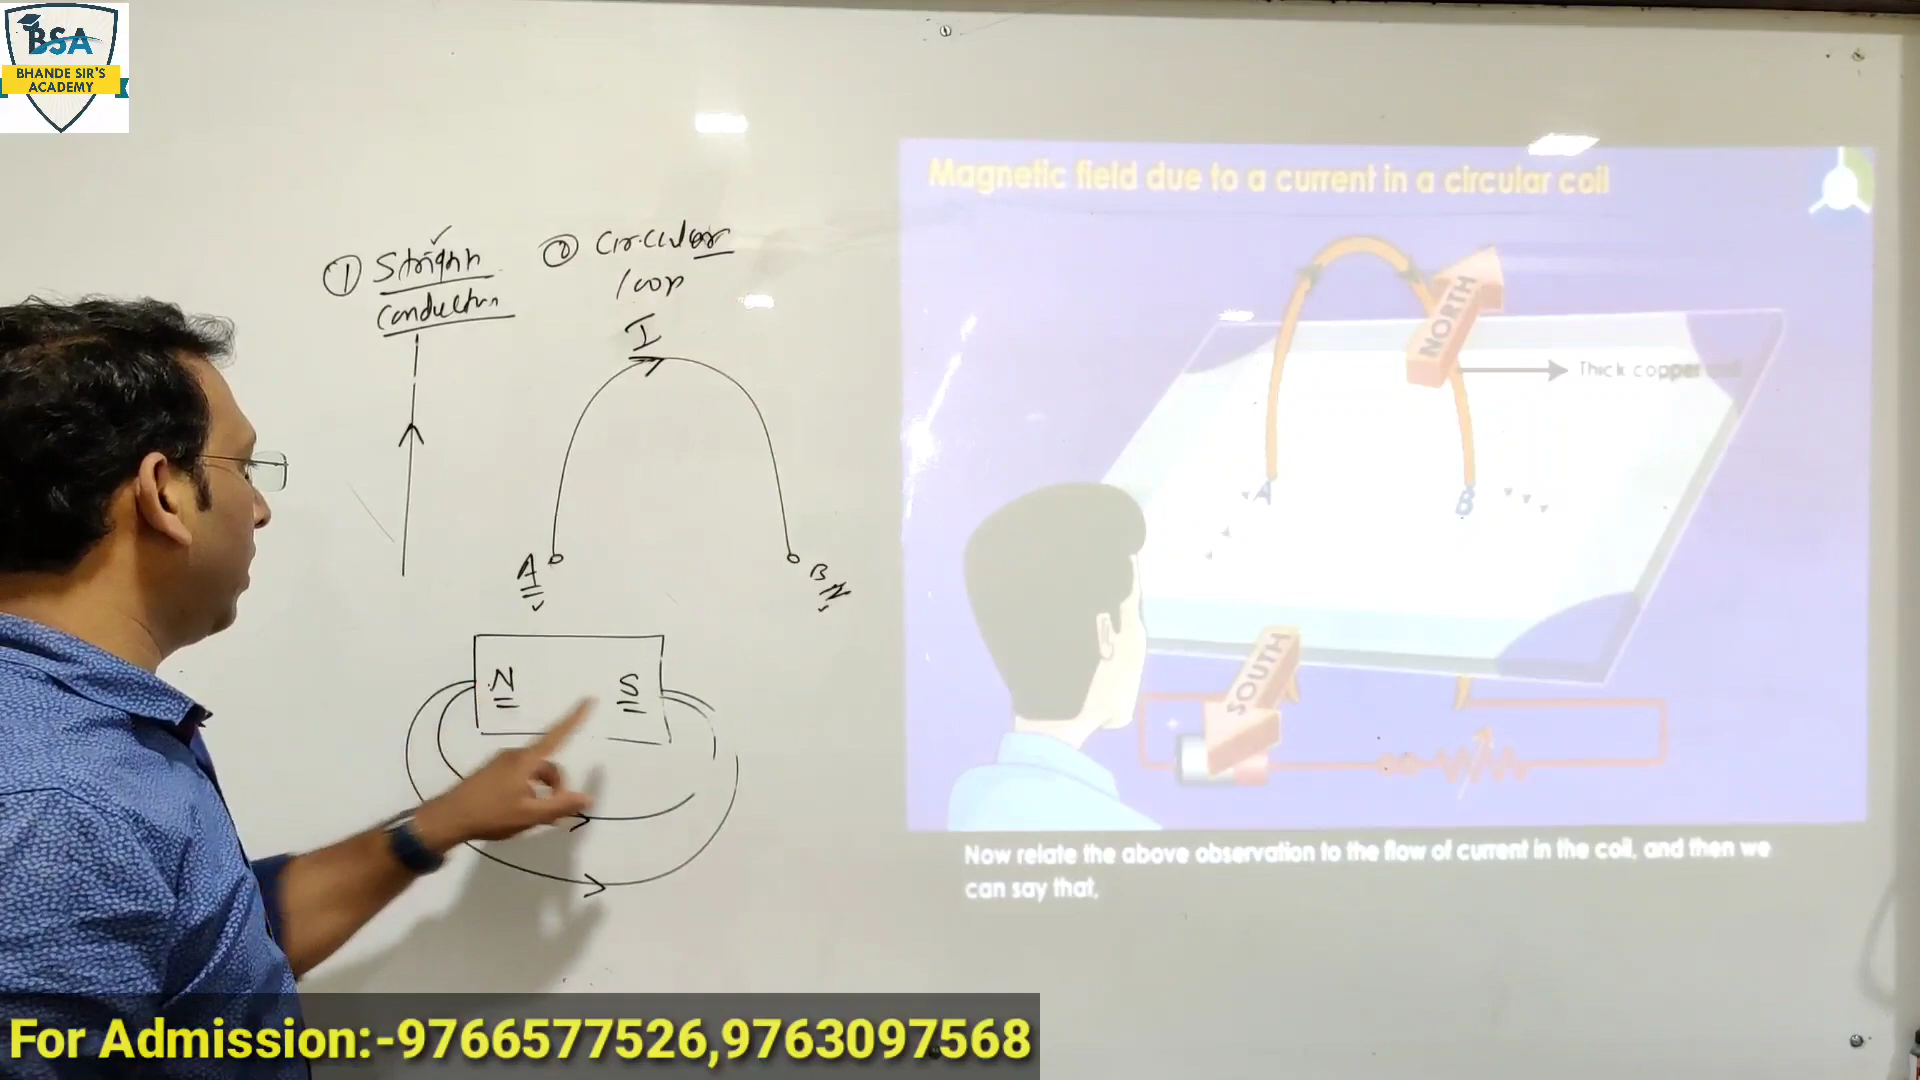 BSA
BHANDE SIR'S
ACADEMY
① Straight
conductor
② Circular
loop
I
A
B
N
S
Magnetic field due to a current in a circular coil
NORTH
Thick copper coil
A
B
SOUTH
Now relate the above observation to the flow of current in the coil, and then we
can say that,
For Admission:-9766577526,9763097568